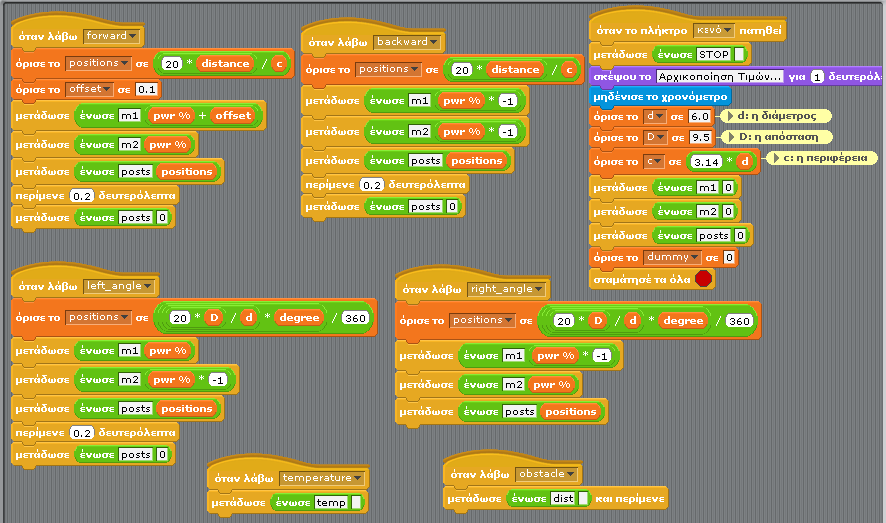 όταν λάβω forward
όρισε το positions σε 20 * distance / c
όρισε το offset σε 0.1
μετάδωσε ένωσε m1 pwr % + offset
μετάδωσε ένωσε m2 pwr %
μετάδωσε ένωσε posts positions
περίμενε 0.2 δευτερόλεπτα
μετάδωσε ένωσε posts 0
όταν λάβω backward
όρισε το positions σε 20 * distance / c
μετάδωσε ένωσε m1 pwr % * -1
μετάδωσε ένωσε m2 pwr % * -1
μετάδωσε ένωσε posts positions
περίμενε 0.2 δευτερόλεπτα
μετάδωσε ένωσε posts 0
όταν το πλήκτρο κενό πατηθεί
μετάδωσε ένωσε STOP
σκέψου το Αρχικοποίηση Τιμών... για 1 δευτερόλ
μηδένισε το χρονόμετρο
όρισε το d σε 6.0 d: η διάμετρος
όρισε το D σε 9.5 D: η απόσταση
όρισε το c σε 3.14 * d c: η περιφέρεια
μετάδωσε ένωσε m1 0
μετάδωσε ένωσε m2 0
μετάδωσε ένωσε posts 0
όρισε το dummy σε 0
σταμάτησέ τα όλα
όταν λάβω left_angle
όρισε το positions σε 20 * D / d * degree / 360
μετάδωσε ένωσε m1 pwr %
μετάδωσε ένωσε m2 pwr % * -1
μετάδωσε ένωσε posts positions
περίμενε 0.2 δευτερόλεπτα
μετάδωσε ένωσε posts 0
όταν λάβω right_angle
όρισε το positions σε 20 * D / d * degree / 360
μετάδωσε ένωσε m1 pwr % * -1
μετάδωσε ένωσε m2 pwr %
μετάδωσε ένωσε posts positions
όταν λάβω temperature
μετάδωσε ένωσε temp
όταν λάβω obstacle
μετάδωσε ένωσε dist και περίμενε